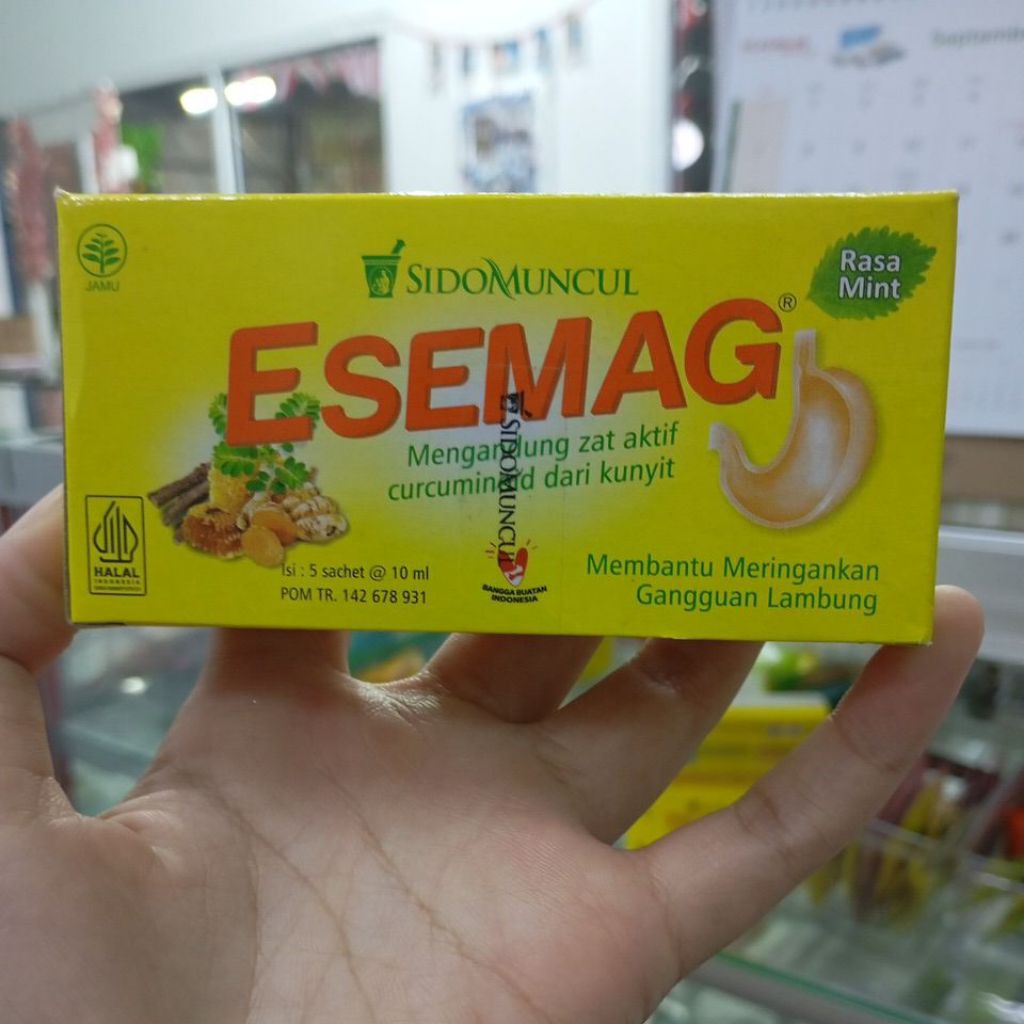 JAMU
SIDOMUNCUL
Rasa
Mint
ESEMAG®
Mengandung zat aktif
curcuminoid dari kunyit
SIDOMUNCUL
HALAL
INDONESIA
Isi : 5 sachet @ 10 ml
POM TR. 142 678 931
BANGGA BUATAN
INDONESIA
Membantu Meringankan
Gangguan Lambung